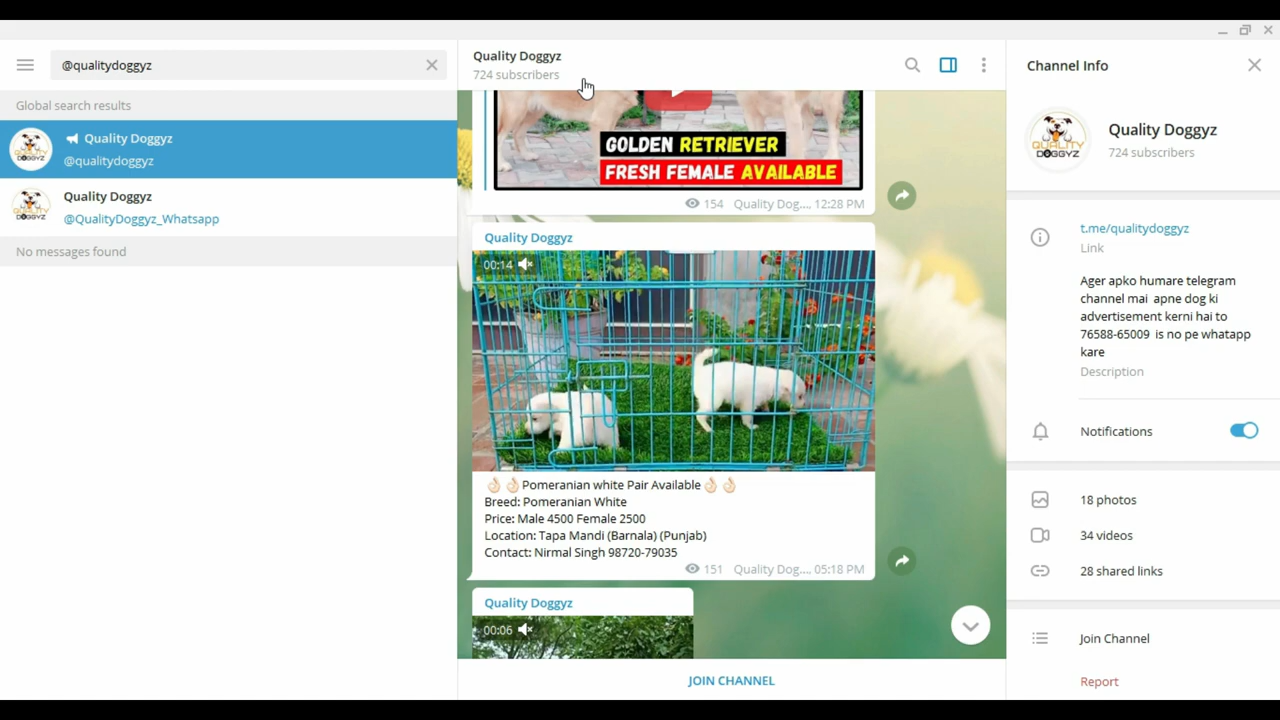 @qualitydoggyz
Global search results
Quality Doggyz
@qualitydoggyz
Quality Doggyz
@QualityDoggyz_Whatsapp
No messages found
Quality Doggyz
724 subscribers
GOLDEN RETRIEVER
FRESH FEMALE AVAILABLE
154 Quality Dog..., 12:28 PM
Quality Doggyz
00:14
👌🏻👌🏻Pomeranian white Pair Available👌🏻👌🏻
Breed: Pomeranian White
Price: Male 4500 Female 2500
Location: Tapa Mandi (Barnala) (Punjab)
Contact: Nirmal Singh 98720-79035
151 Quality Dog..., 05:18 PM
Quality Doggyz
00:06
JOIN CHANNEL
Channel Info
QUALITY
DOGGYZ
Quality Doggyz
724 subscribers
t.me/qualitydoggyz
Link
Ager apko humare telegram
channel mai apne dog ki
advertisement kerni hai to
76588-65009 is no pe whatapp
kare
Description
Notifications
18 photos
34 videos
28 shared links
Join Channel
Report